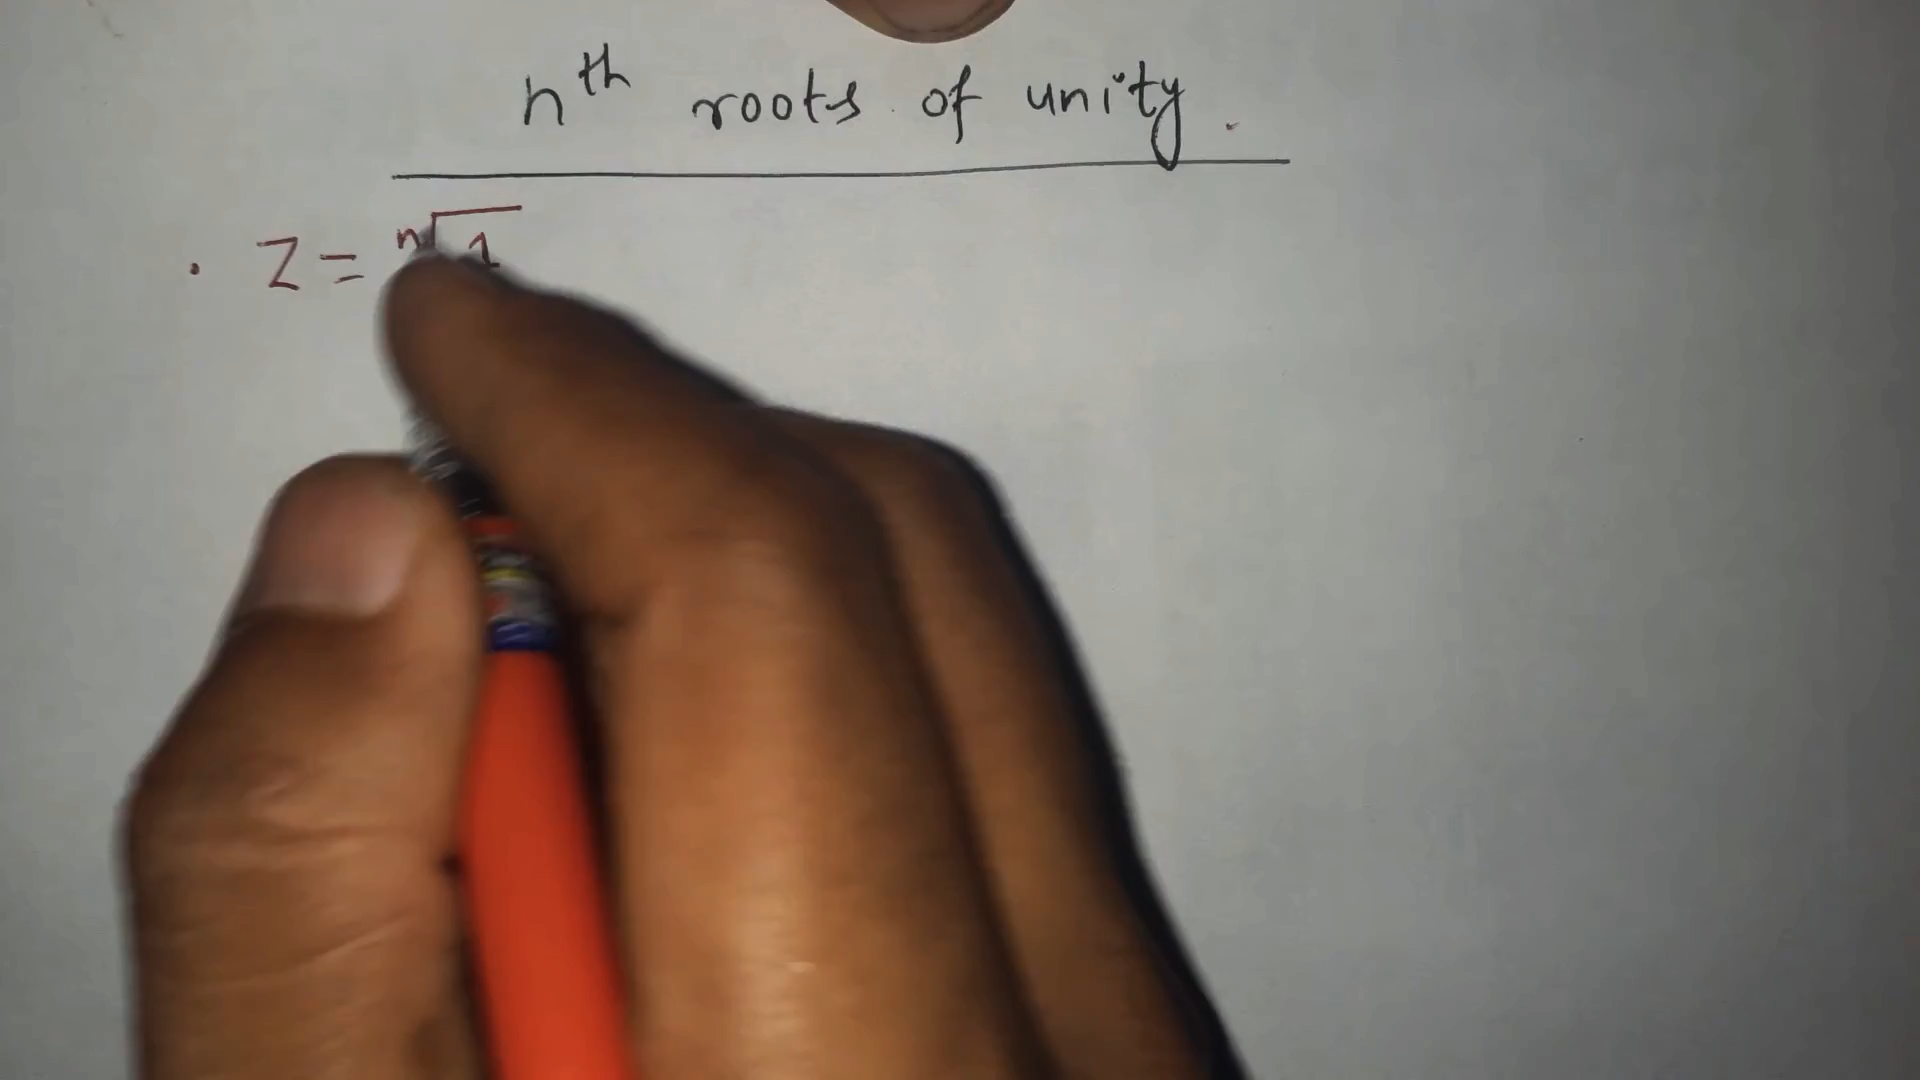 nᵗʰ roots of unity.
. Z = ⁿ√1